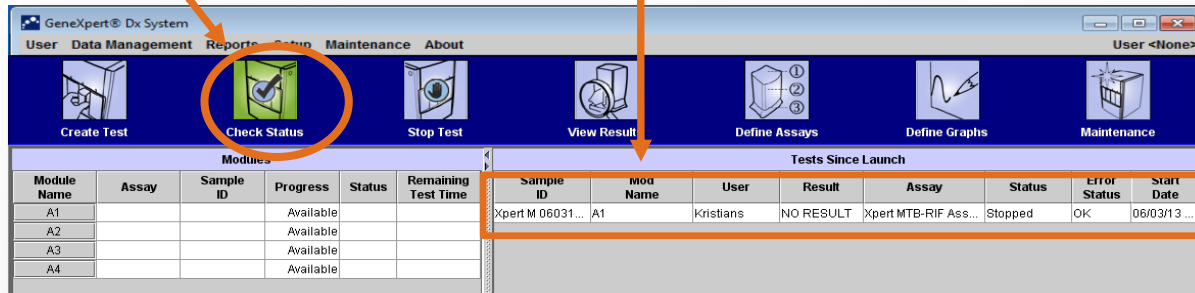 GeneXpert® Dx System
User Data Management Reports Setup Maintenance About User <None>
Create Test Check Status Stop Test View Results Define Assays Define Graphs Maintenance
Modules Tests Since Launch
Module Name Assay Sample ID Progress Status Remaining Test Time Sample ID Mod Name User Result Assay Status Error Status Start Date
A1 Available Xpert M 06031... A1 Kristians NO RESULT Xpert MTB-RIF Ass... Stopped OK 06/03/13 ...
A2 Available
A3 Available
A4 Available